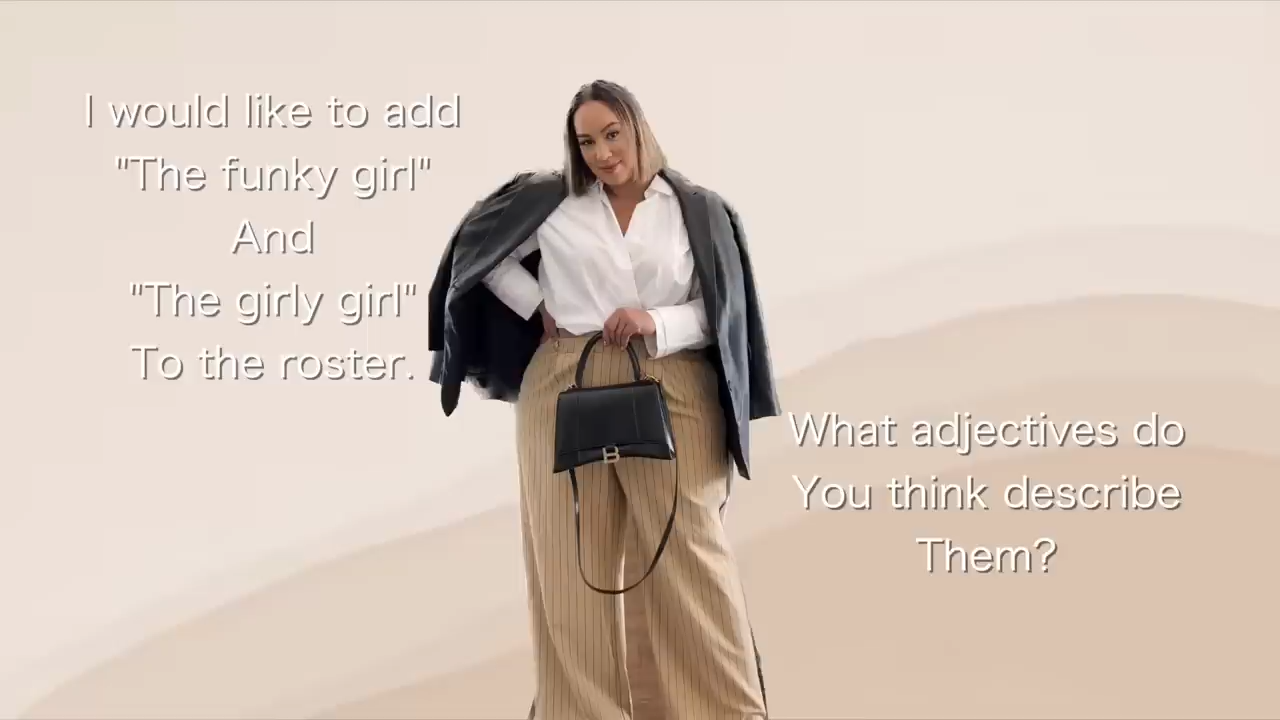 I would like to add
"The funky girl"
And
"The girly girl"
To the roster.
B
What adjectives do
You think describe
Them?